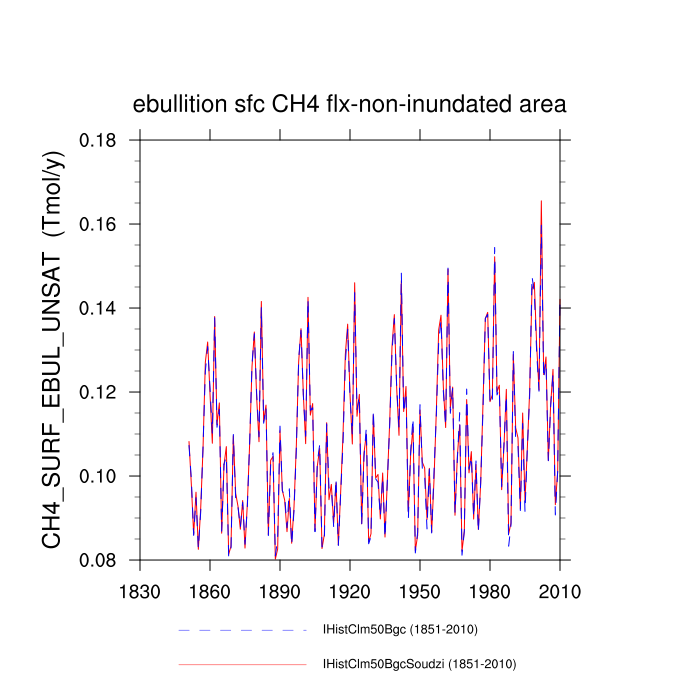 ebullition sfc CH4 flx-non-inundated area
CH4_SURF_EBUL_UNSAT (Tmol/y)
0.18
0.16
0.14
0.12
0.10
0.08
1830 1860 1890 1920 1950 1980 2010
IHistClm50Bgc (1851-2010)
IHistClm50BgcSoudzi (1851-2010)